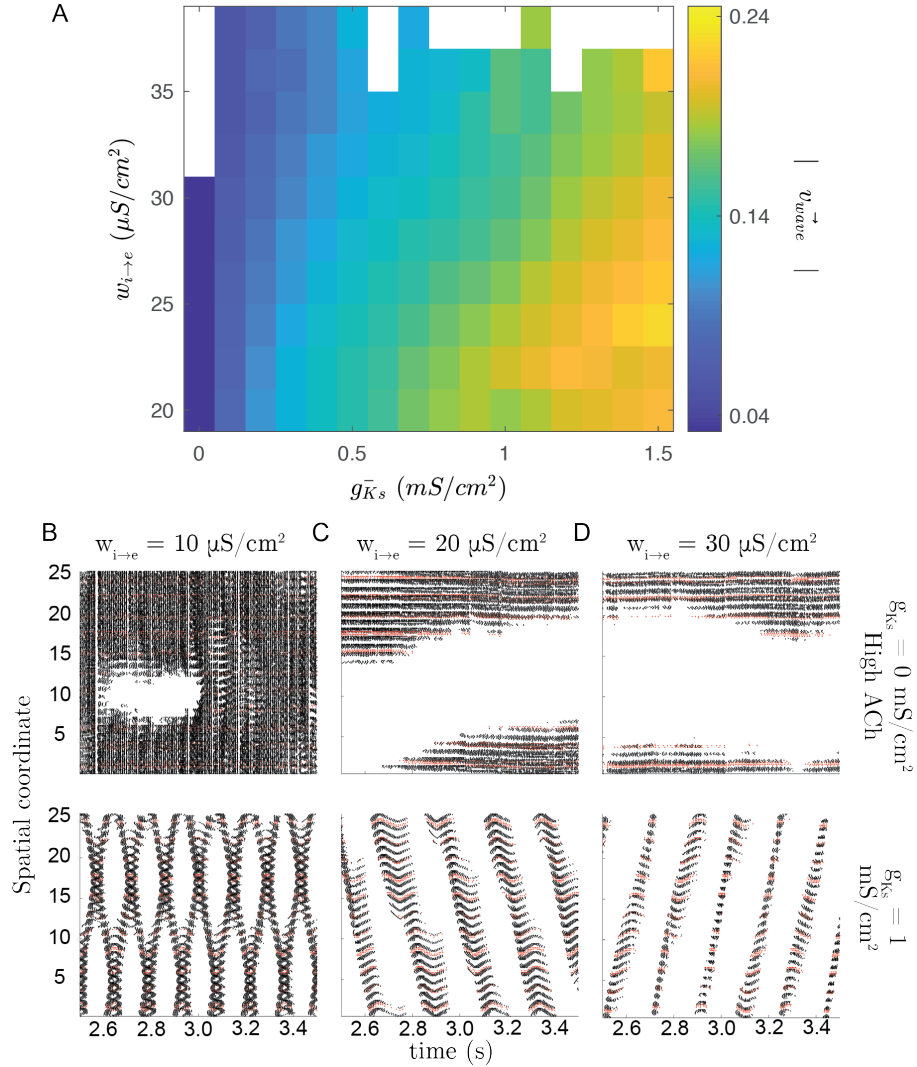 A
35
30
25
20
w_{i→e} (μS/cm²)
0 0.5 1 1.5
g̅_{Ks} (mS/cm²)
0.24
0.14
0.04
| v⃗_{wave} |
B C D
w_{i→e} = 10 μS/cm² w_{i→e} = 20 μS/cm² w_{i→e} = 30 μS/cm²
25
20
15
10
5
g_{Ks} = 0 mS/cm²
High ACh
Spatial coordinate
25
20
10
5
g_{Ks} = 1
mS/cm²
2.6 2.8 3.0 3.2 3.4 2.6 2.8 3.0 3.2 3.4 2.6 2.8 3.0 3.2 3.4
time (s)